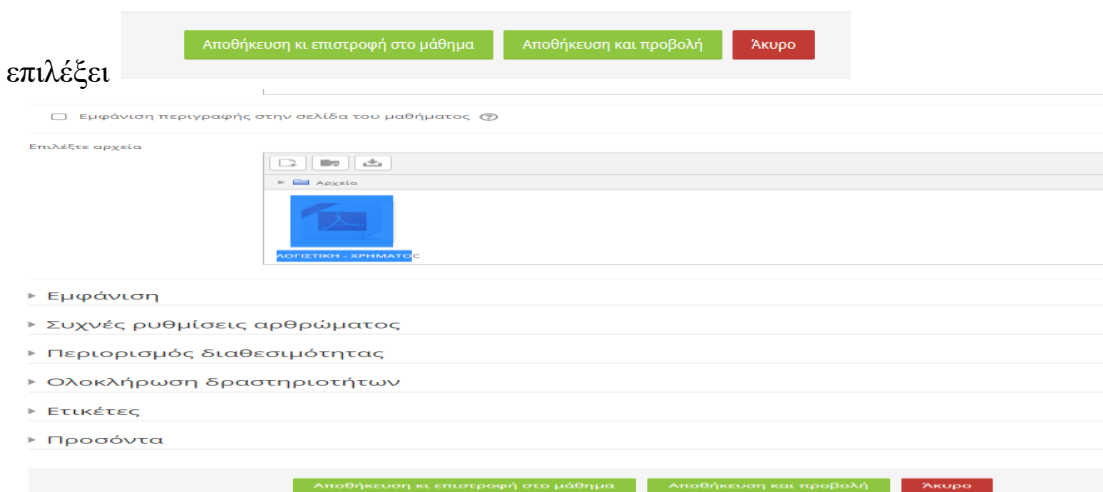 Αποθήκευση κι επιστροφή στο μάθημα Αποθήκευση και προβολή Άκυρο
επιλέξει
Εμφάνιση περιγραφής στην σελίδα του μαθήματος
Επιλέξτε αρχεία
Αρχεία
ΛΟΓΙΣΤΙΚΗ - ΧΡΗΜΑΤΟΣ
Εμφάνιση
Συχνές ρυθμίσεις αρθρώματος
Περιορισμός διαθεσιμότητας
Ολοκλήρωση δραστηριοτήτων
Ετικέτες
Προσόντα
Αποθήκευση κι επιστροφή στο μάθημα Αποθήκευση και προβολή Άκυρο